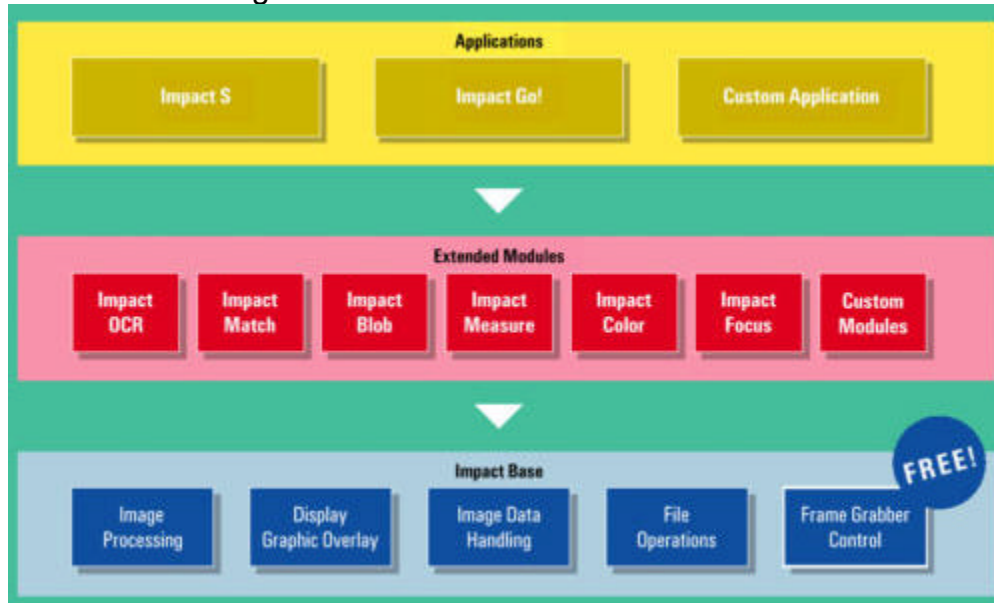 Applications
Impact S
Impact Go!
Custom Application
Extended Modules
Impact
OCR
Impact
Match
Impact
Blob
Impact
Measure
Impact
Color
Impact
Focus
Custom
Modules
FREE!
Impact Base
Image
Processing
Display
Graphic Overlay
Image Data
Handling
File
Operations
Frame Grabber
Control